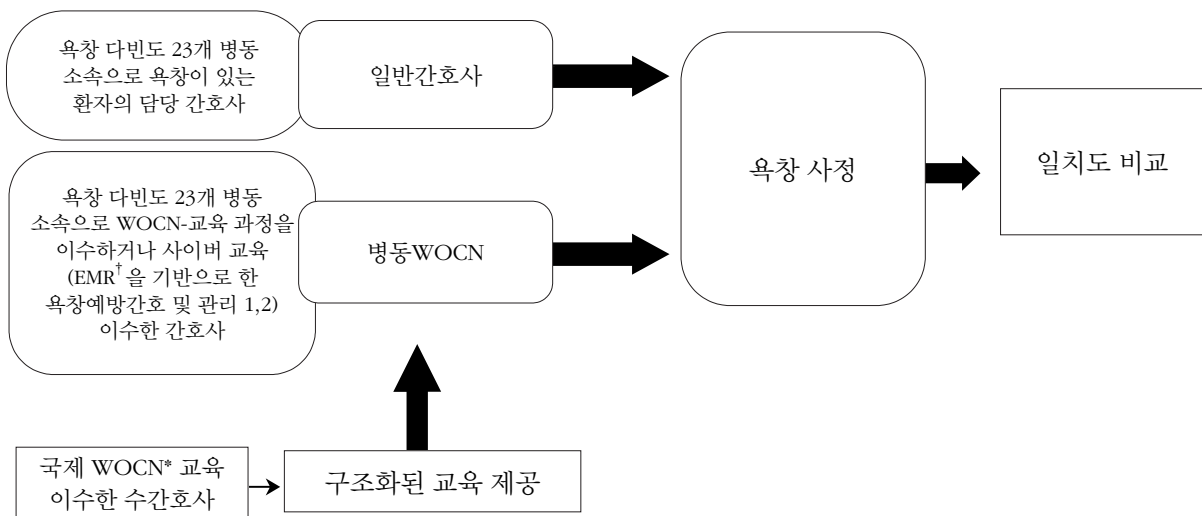 욕창 다빈도 23개 병동
소속으로 욕창이 있는
환자의 담당 간호사
일반간호사
욕창 다빈도 23개 병동
소속으로 WOCN-교육 과정을
이수하거나 사이버 교육
(EMR†을 기반으로 한
욕창예방간호 및 관리 1,2)
이수한 간호사
병동WOCN
욕창 사정
일치도 비교
국제 WOCN* 교육
이수한 수간호사
구조화된 교육 제공